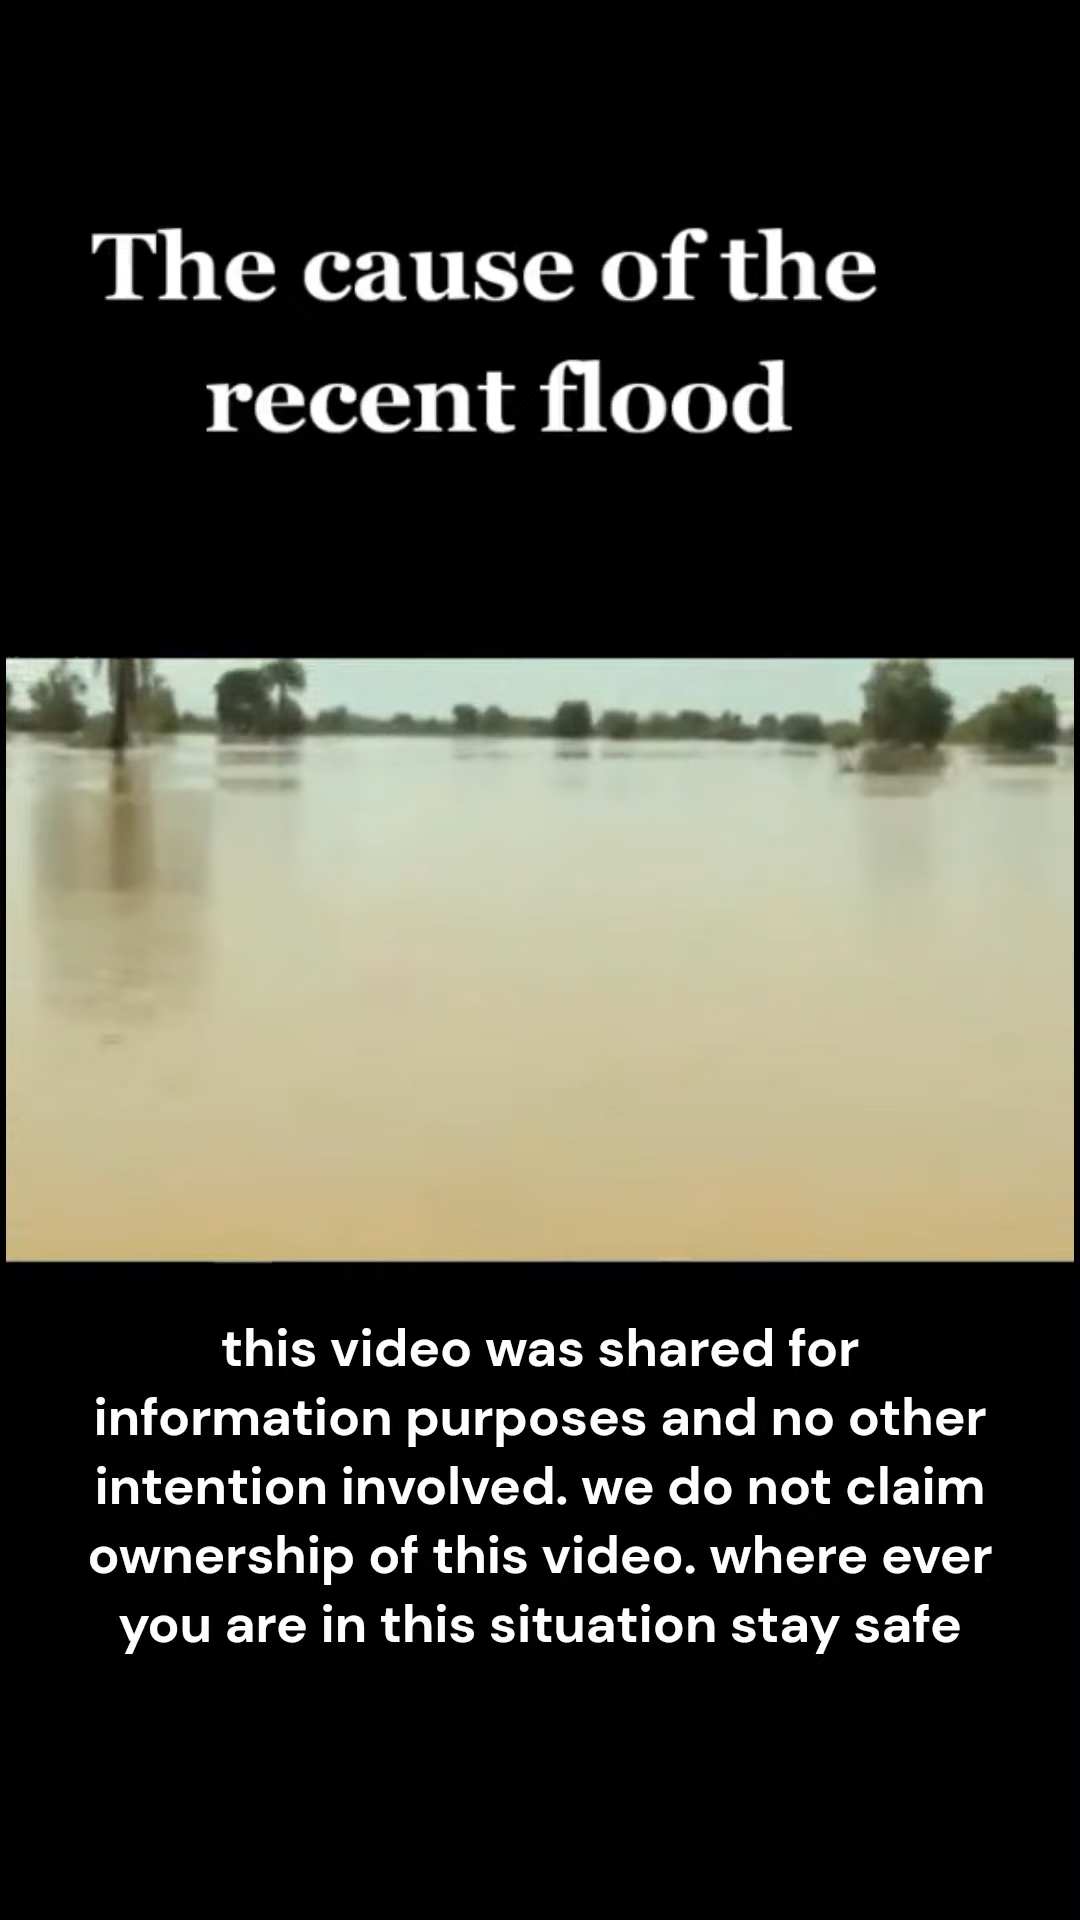 The cause of the
recent flood
this video was shared for
information purposes and no other
intention involved. we do not claim
ownership of this video. where ever
you are in this situation stay safe